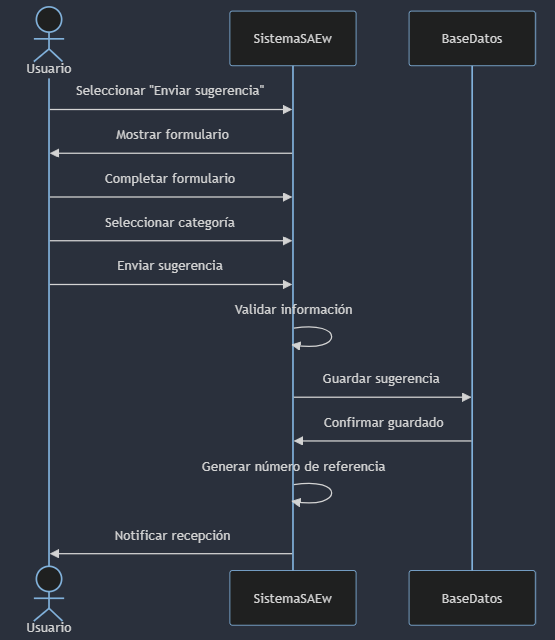 SistemaSAEw
BaseDatos
Usuario
Seleccionar "Enviar sugerencia"
Mostrar formulario
Completar formulario
Seleccionar categoría
Enviar sugerencia
Validar información
Guardar sugerencia
Confirmar guardado
Generar número de referencia
Notificar recepción
SistemaSAEw
BaseDatos
Usuario